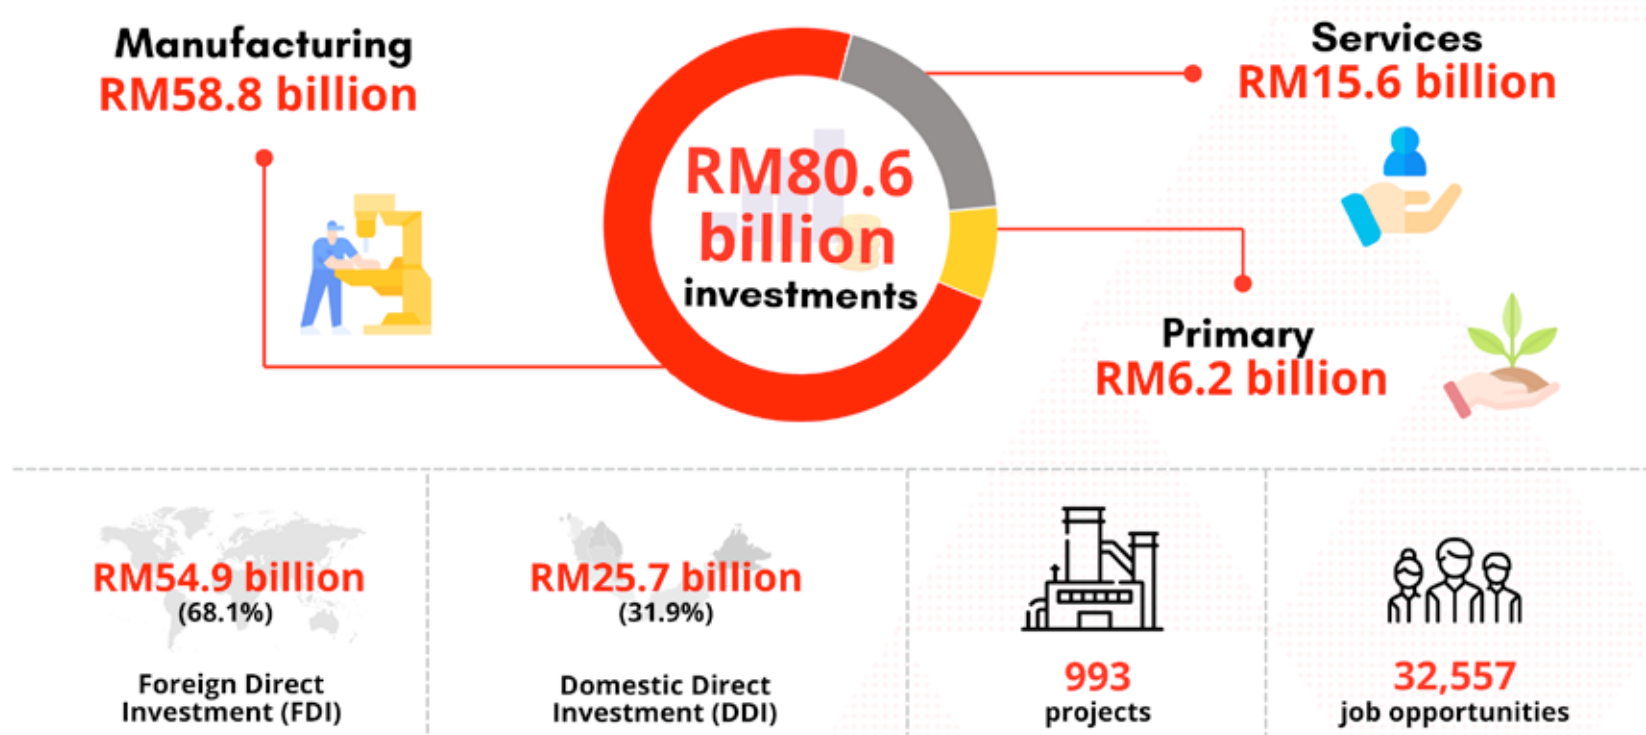 Manufacturing
RM58.8 billion
RM80.6
billion
investments
Services
RM15.6 billion
Primary
RM6.2 billion
RM54.9 billion
(68.1%)
Foreign Direct
Investment (FDI)
RM25.7 billion
(31.9%)
Domestic Direct
Investment (DDI)
993
projects
32,557
job opportunities